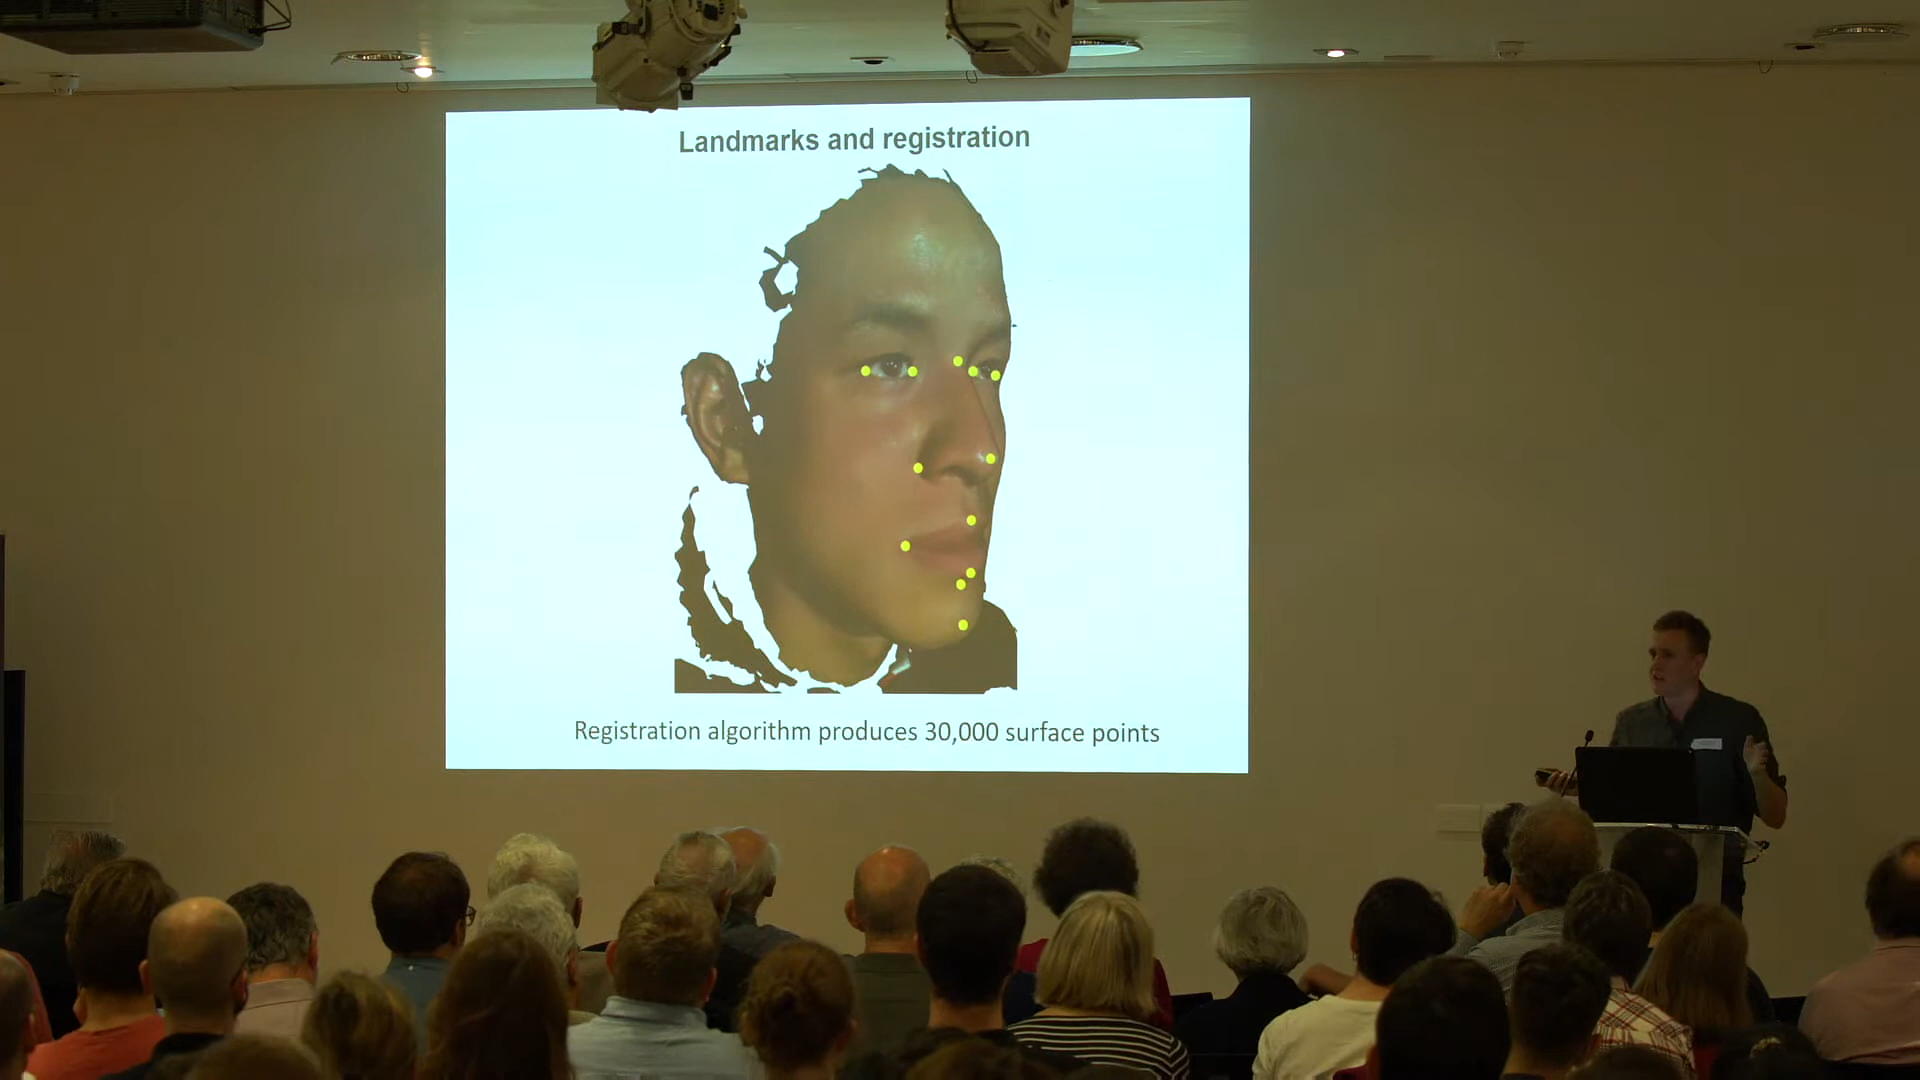 Landmarks and registration
Registration algorithm produces 30,000 surface points